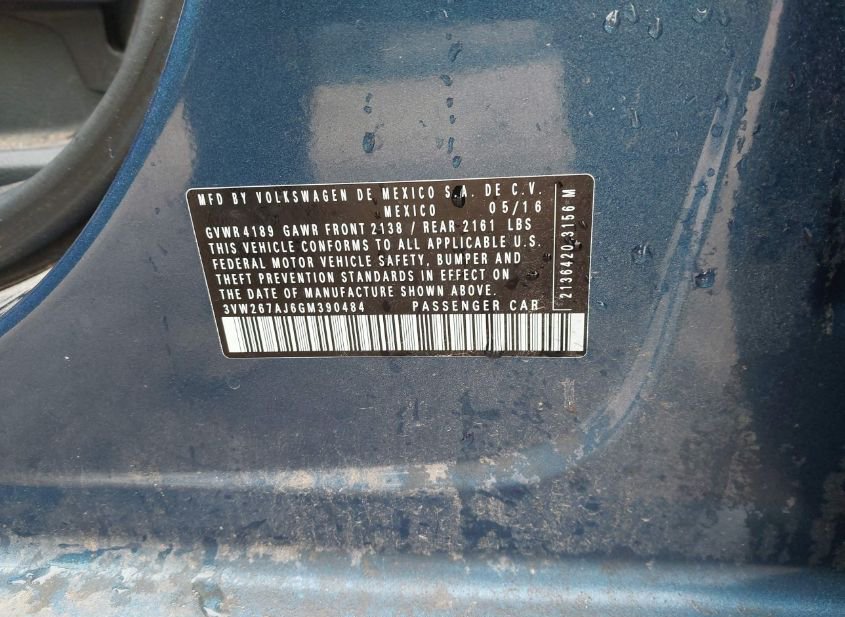 MFD BY VOLKSWAGEN DE MEXICO S.A. DE C.V.
MEXICO 05/16
GVWR 4189 GAWR FRONT 2138 / REAR 2161 LBS
THIS VEHICLE CONFORMS TO ALL APPLICABLE U.S.
FEDERAL MOTOR VEHICLE SAFETY, BUMPER AND
THEFT PREVENTION STANDARDS IN EFFECT ON
THE DATE OF MANUFACTURE SHOWN ABOVE.
3VW267AJ6GM390484 PASSENGER CAR
2136420 3156 M